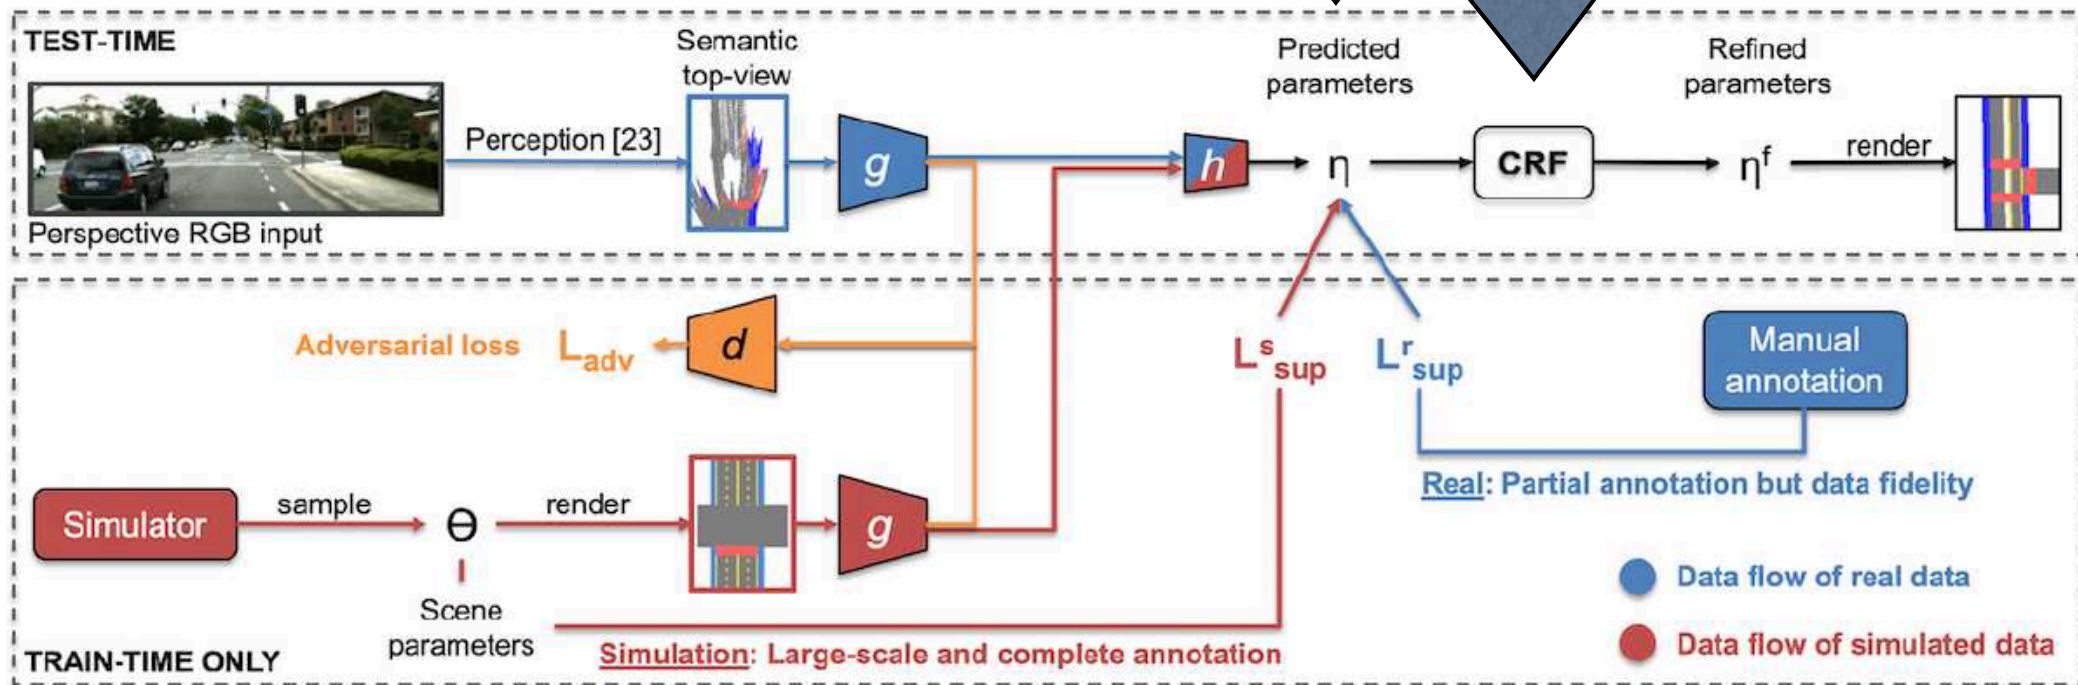 TEST-TIME
Perspective RGB input
Perception [23]
Semantic
top-view
g
h
Predicted
parameters
η
CRF
Refined
parameters
ηᶠ
render
Adversarial loss
L_adv
d
L^s_sup
L^r_sup
Manual
annotation
Real: Partial annotation but data fidelity
Simulator
sample
Θ
render
g
Scene
parameters
Simulation: Large-scale and complete annotation
Data flow of real data
Data flow of simulated data
TRAIN-TIME ONLY